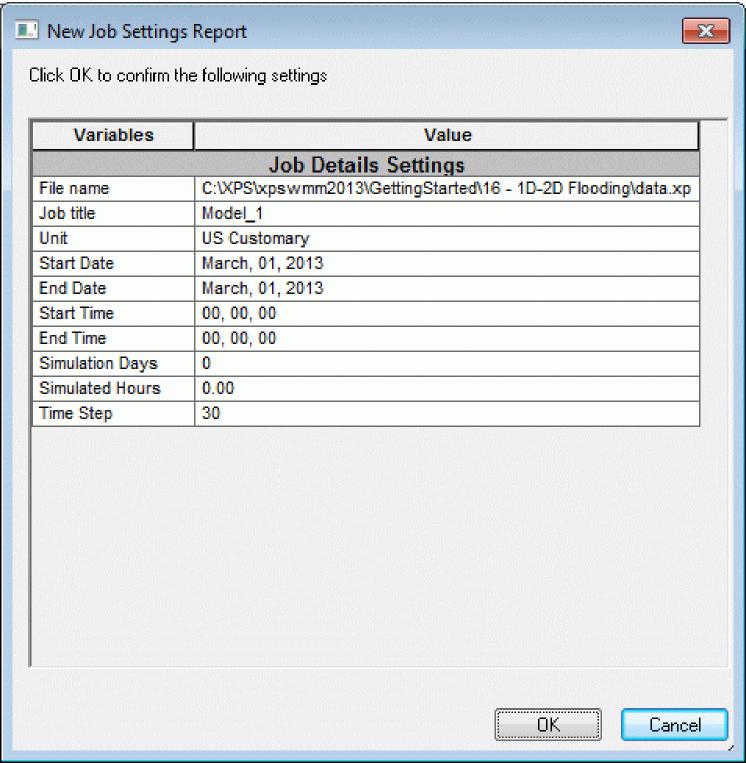 New Job Settings Report
Click OK to confirm the following settings
Variables Value
Job Details Settings
File name C:\XPS\xpswmm2013\GettingStarted\16 - 1D-2D Flooding\data.xp
Job title Model_1
Unit US Customary
Start Date March, 01, 2013
End Date March, 01, 2013
Start Time 00, 00, 00
End Time 00, 00, 00
Simulation Days 0
Simulated Hours 0.00
Time Step 30
OK Cancel